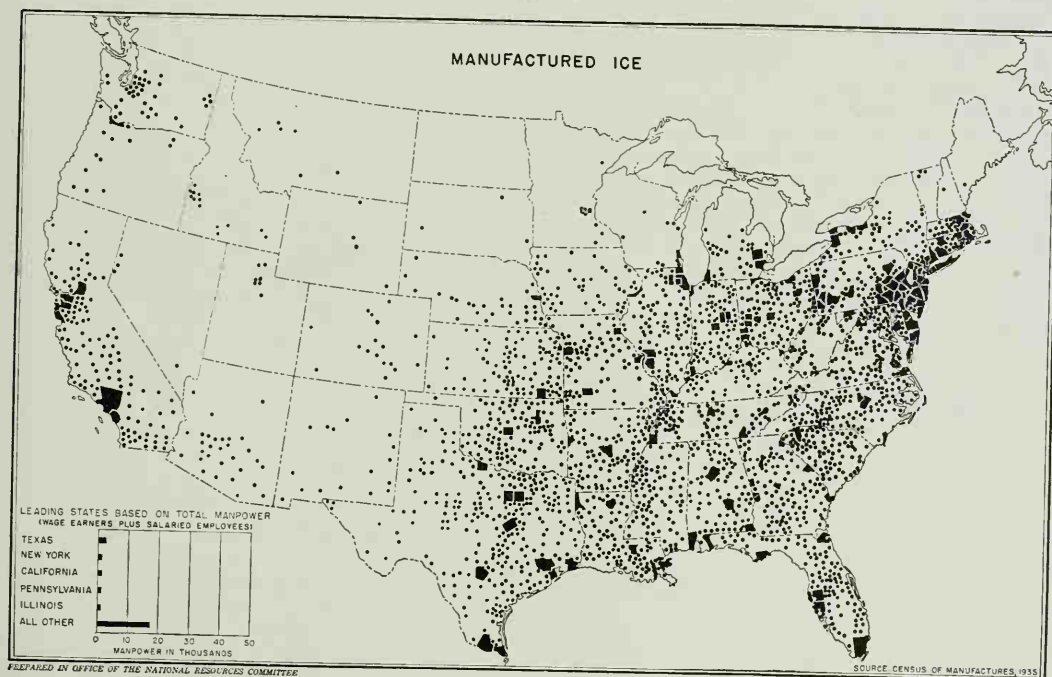 MANUFACTURED ICE
LEADING STATES BASED ON TOTAL MANPOWER
(WAGE EARNERS PLUS SALARIED EMPLOYEES)
TEXAS
NEW YORK
CALIFORNIA
PENNSYLVANIA
ILLINOIS
ALL OTHER
0 10 20 30 40 50
MANPOWER IN THOUSANDS
PREPARED IN OFFICE OF THE NATIONAL RESOURCES COMMITTEE
SOURCE: CENSUS OF MANUFACTURES, 1935